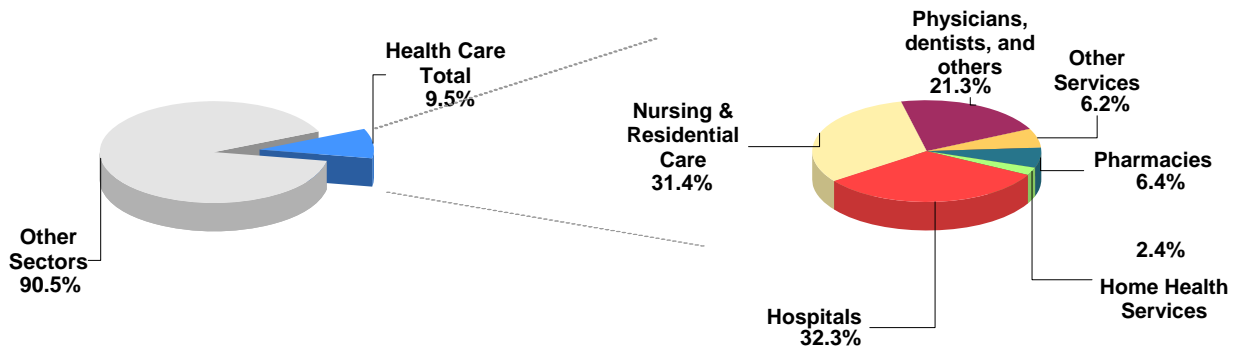 Health Care
Total
9.5%
Other
Sectors
90.5%
Physicians,
dentists, and
others
21.3%
Other
Services
6.2%
Nursing &
Residential
Care
31.4%
Pharmacies
6.4%
2.4%
Home Health
Services
Hospitals
32.3%